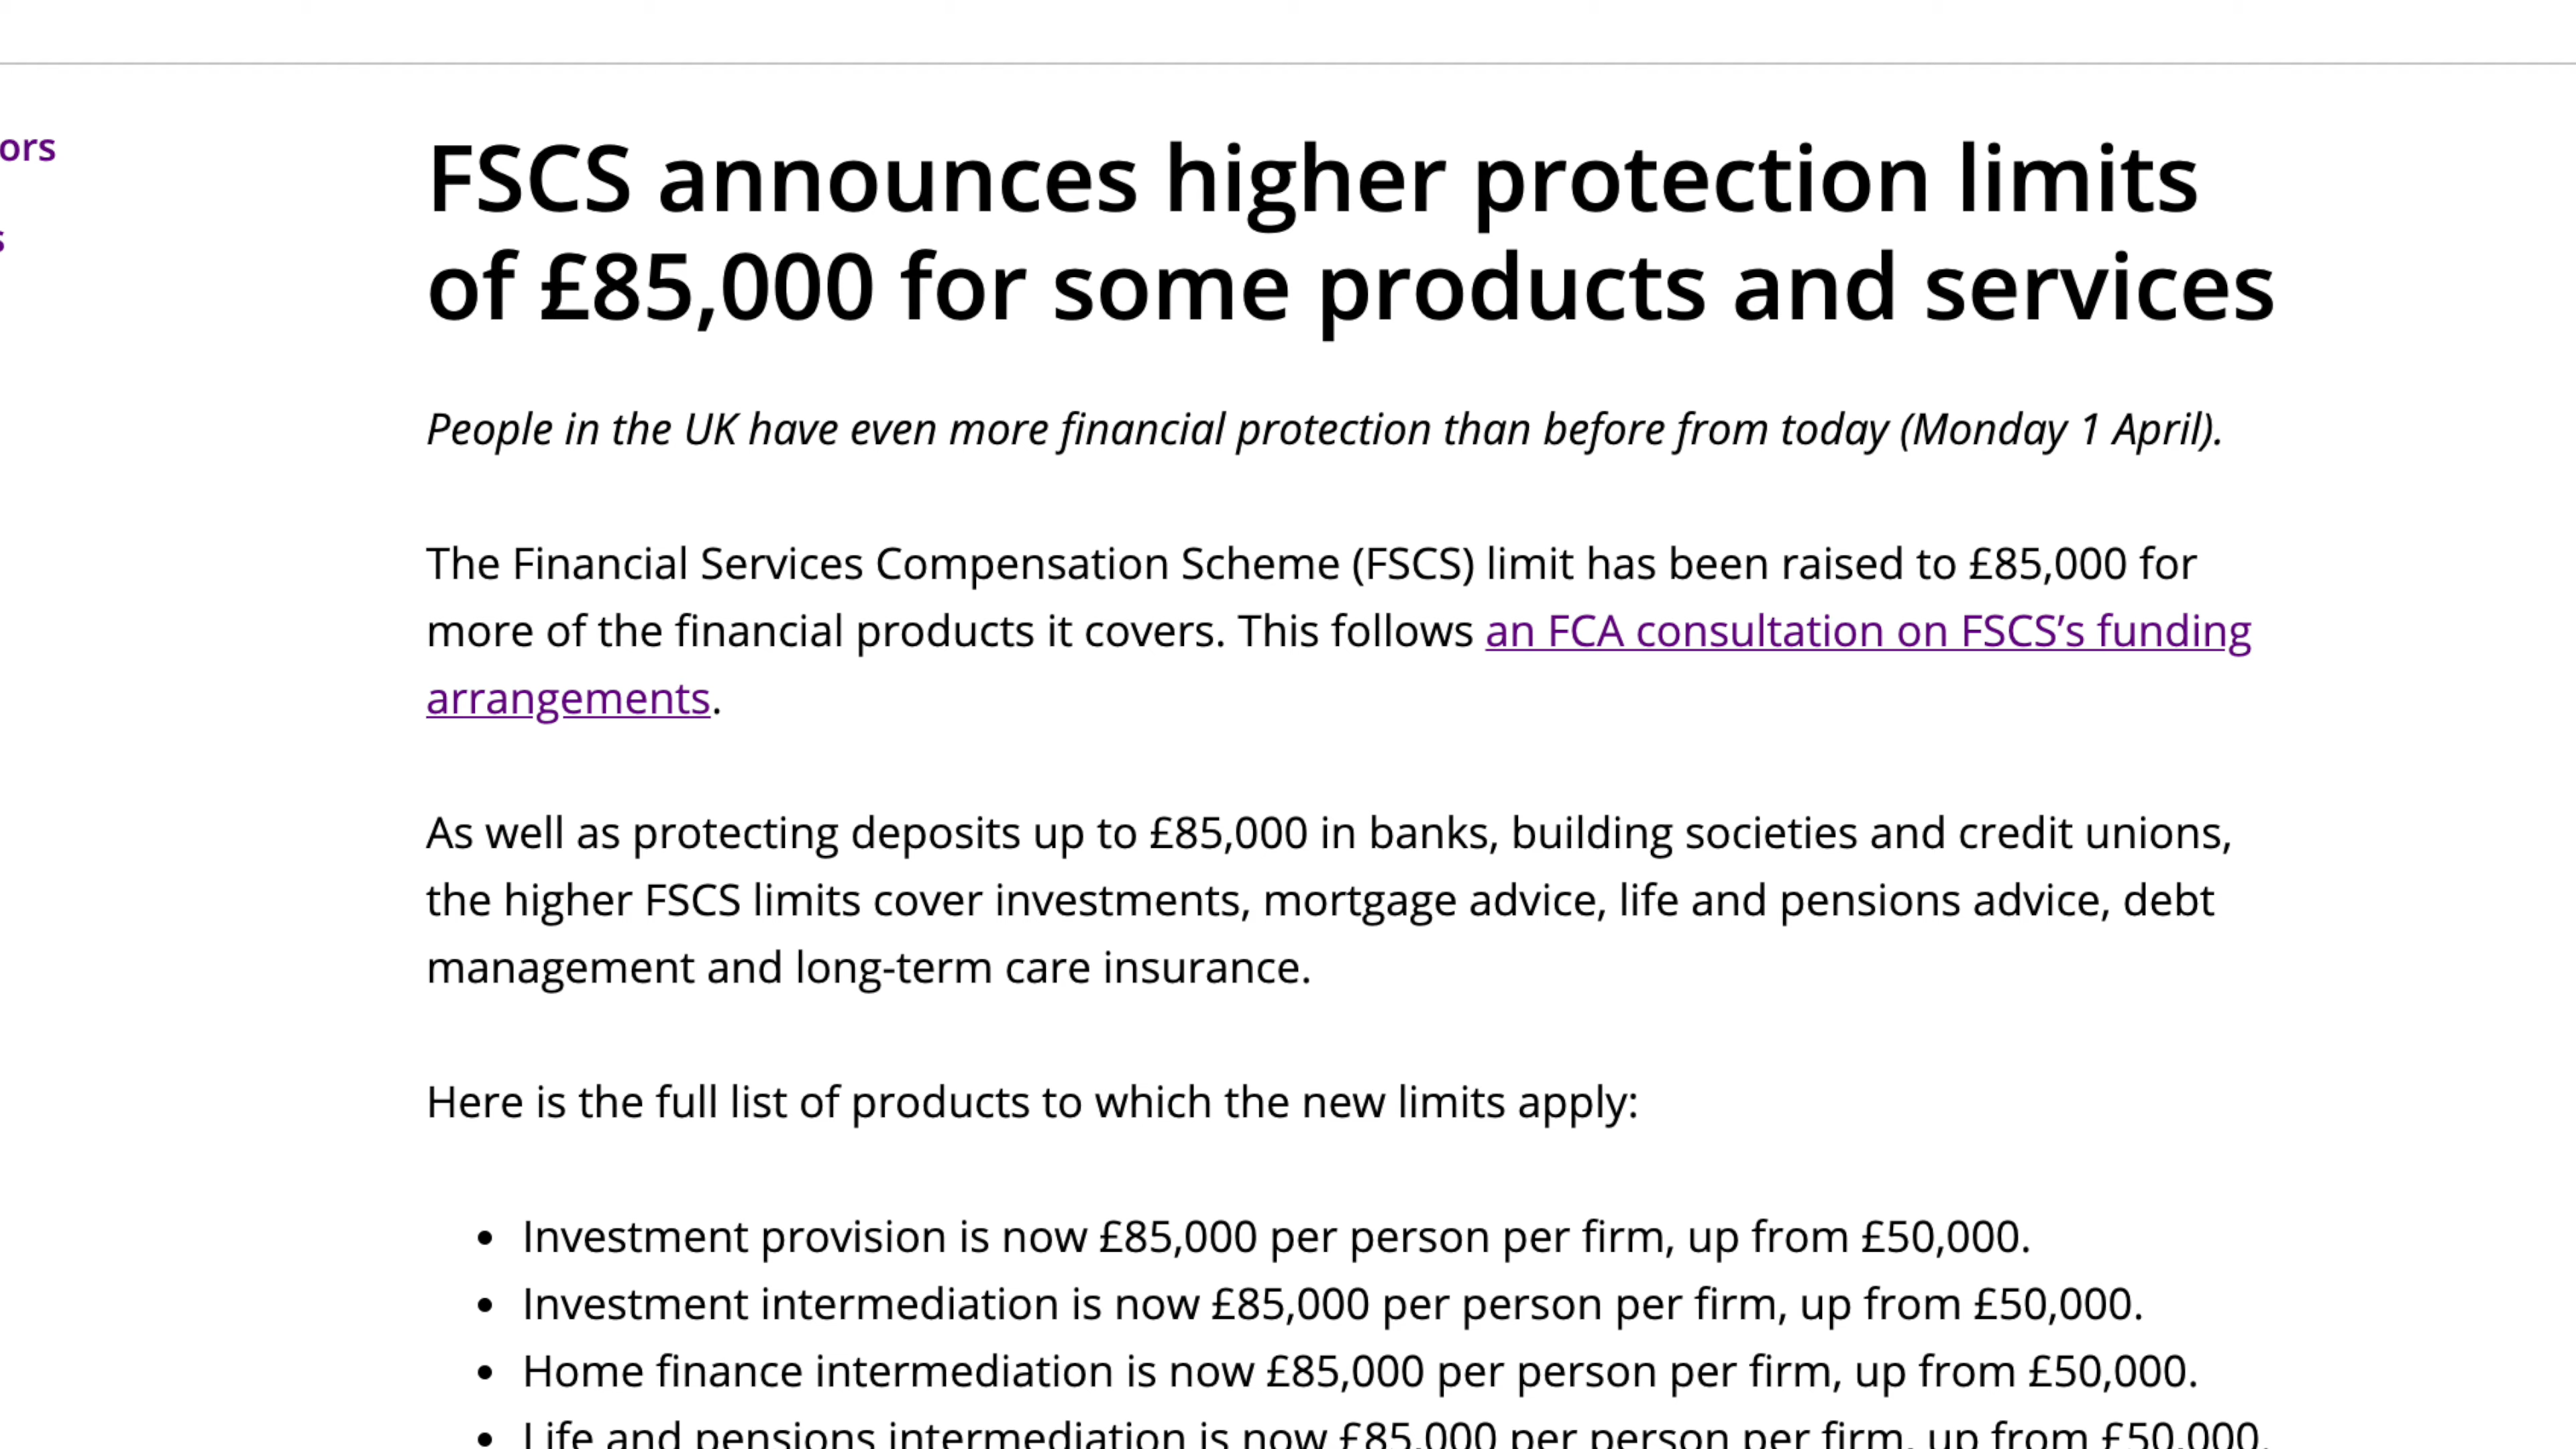 ors
s
FSCS announces higher protection limits
of £85,000 for some products and services
People in the UK have even more financial protection than before from today (Monday 1 April).
The Financial Services Compensation Scheme (FSCS) limit has been raised to £85,000 for
more of the financial products it covers. This follows an FCA consultation on FSCS’s funding
arrangements.
As well as protecting deposits up to £85,000 in banks, building societies and credit unions,
the higher FSCS limits cover investments, mortgage advice, life and pensions advice, debt
management and long-term care insurance.
Here is the full list of products to which the new limits apply:
• Investment provision is now £85,000 per person per firm, up from £50,000.
• Investment intermediation is now £85,000 per person per firm, up from £50,000.
• Home finance intermediation is now £85,000 per person per firm, up from £50,000.
• Life and pensions intermediation is now £85,000 per person per firm, up from £50,000.